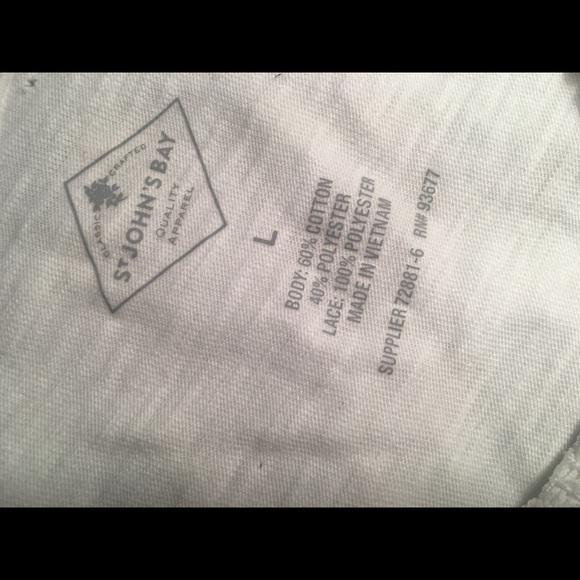 CLASSIC CRAFTED
ST JOHN'S BAY
QUALITY
APPAREL
L
BODY: 60% COTTON
40% POLYESTER
LACE: 100% POLYESTER
MADE IN VIETNAM
SUPPLIER 72881-6 RN# 93677